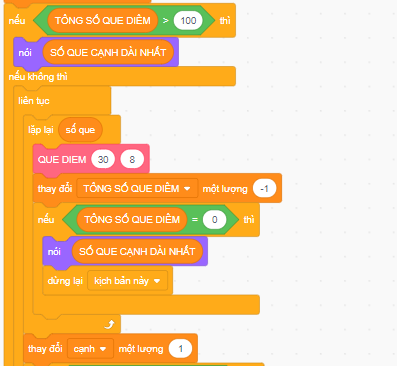 nếu TỔNG SỐ QUE DIÊM > 100 thì
nói SỐ QUE CẠNH DÀI NHẤT
nếu không thì
liên tục
lặp lại số que
QUE DIEM 30 8
thay đổi TỔNG SỐ QUE DIÊM một lượng -1
nếu TỔNG SỐ QUE DIÊM = 0 thì
nói SỐ QUE CẠNH DÀI NHẤT
dừng lại kịch bản này
thay đổi cạnh một lượng 1